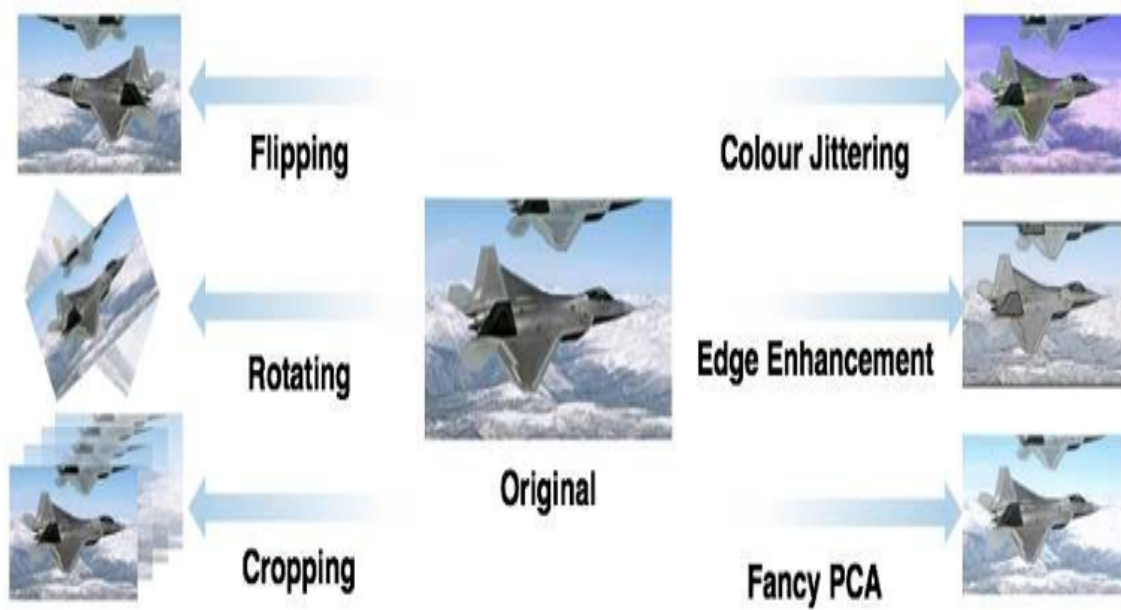 Flipping
Colour Jittering
Rotating
Edge Enhancement
Original
Cropping
Fancy PCA